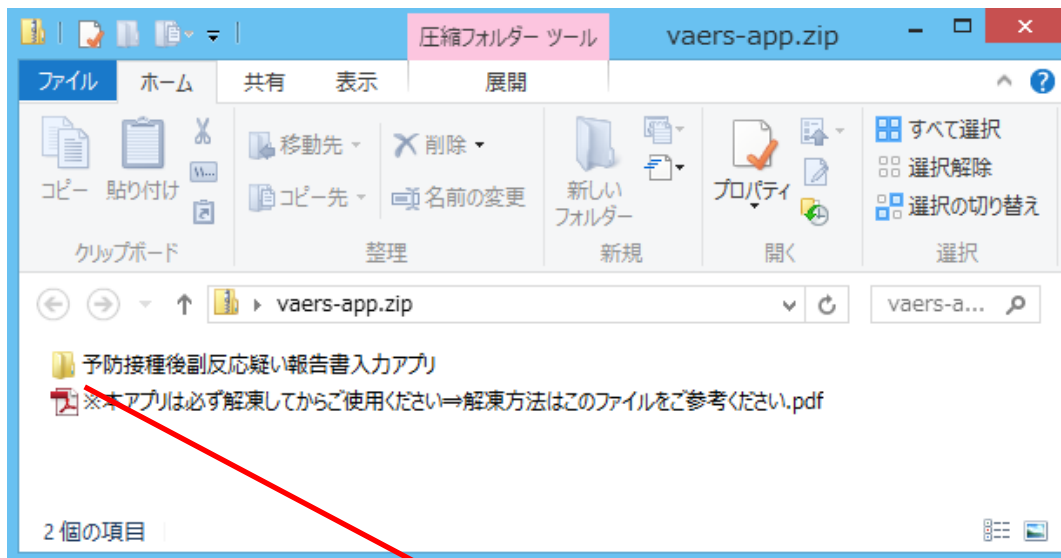 圧縮フォルダー ツール
vaers-app.zip
ファイル
ホーム
共有
表示
展開
コピー
貼り付け
移動先
コピー先
削除
名前の変更
新しい
フォルダー
プロパティ
すべて選択
選択解除
選択の切り替え
クリップボード
整理
新規
開く
選択
vaers-app.zip
vaers-a...
予防接種後副反応疑い報告書入力アプリ
※本アプリは必ず解凍してからご使用ください⇒解凍方法はこのファイルをご参考ください.pdf
2 個の項目